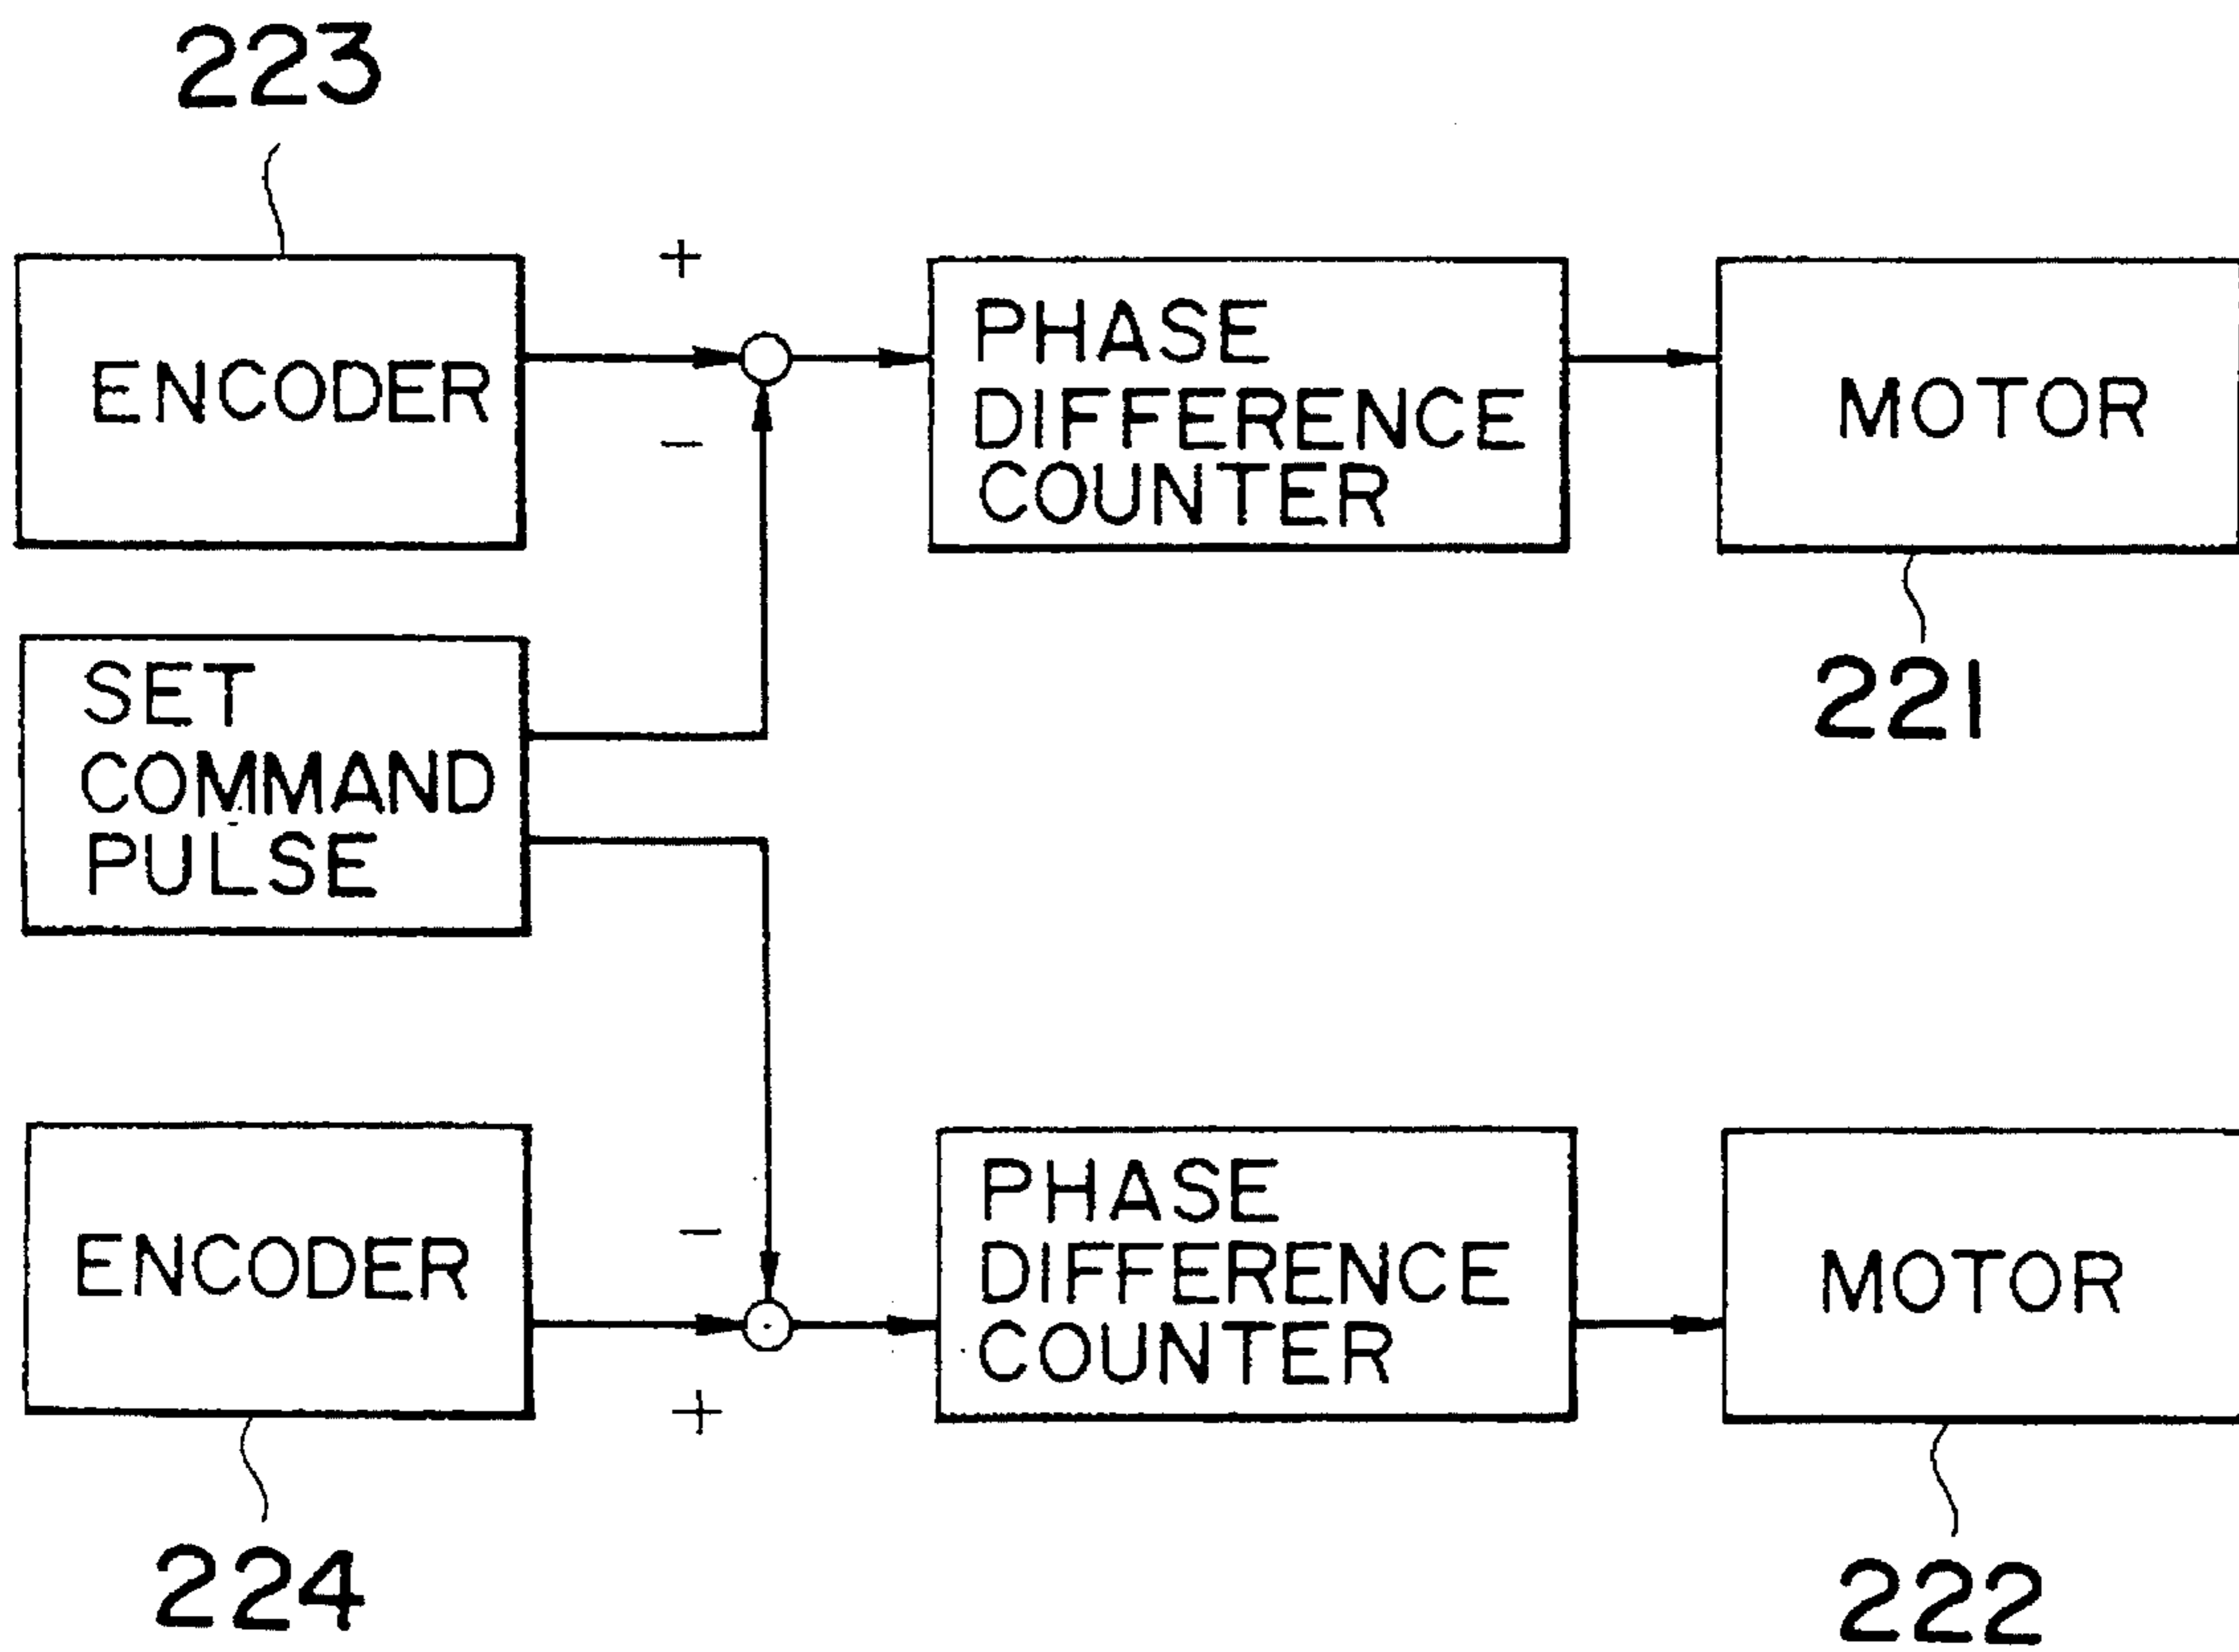 223
+
ENCODER
PHASE
DIFFERENCE
COUNTER
MOTOR
−
221
SET
COMMAND
PULSE
ENCODER
−
PHASE
DIFFERENCE
COUNTER
MOTOR
+
224
222